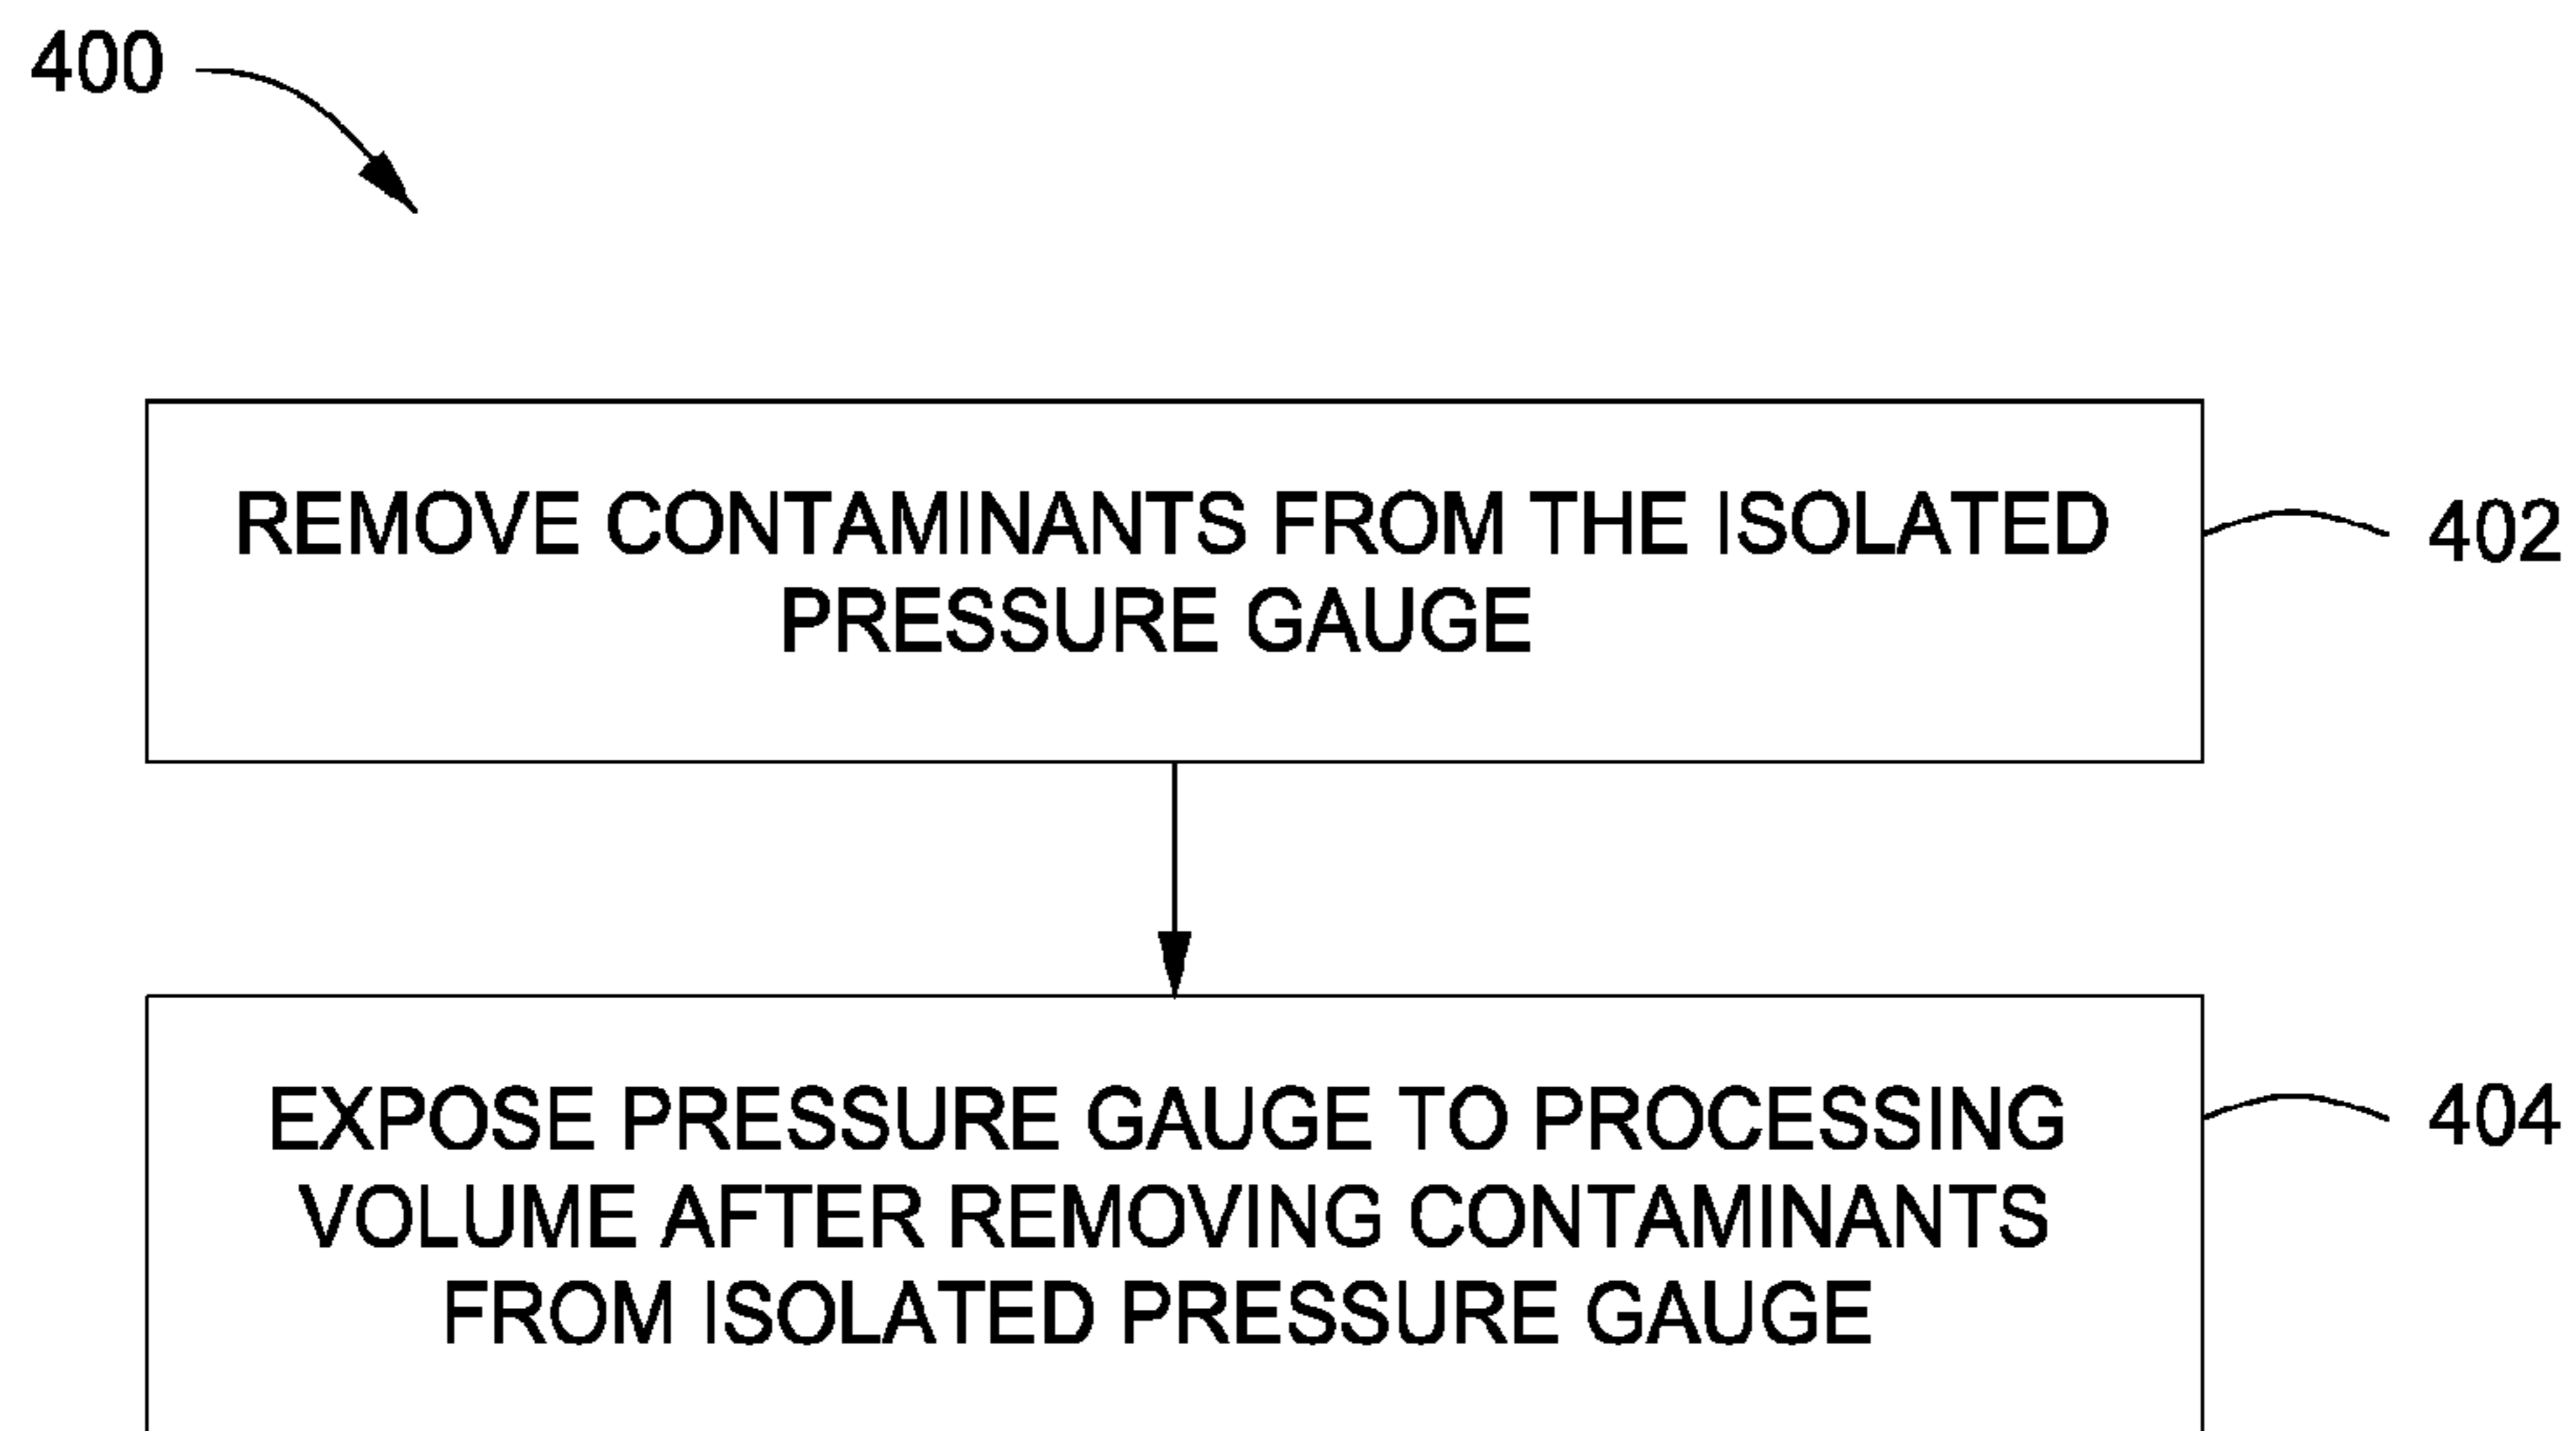 400
REMOVE CONTAMINANTS FROM THE ISOLATED
PRESSURE GAUGE
402
EXPOSE PRESSURE GAUGE TO PROCESSING
VOLUME AFTER REMOVING CONTAMINANTS
FROM ISOLATED PRESSURE GAUGE
404